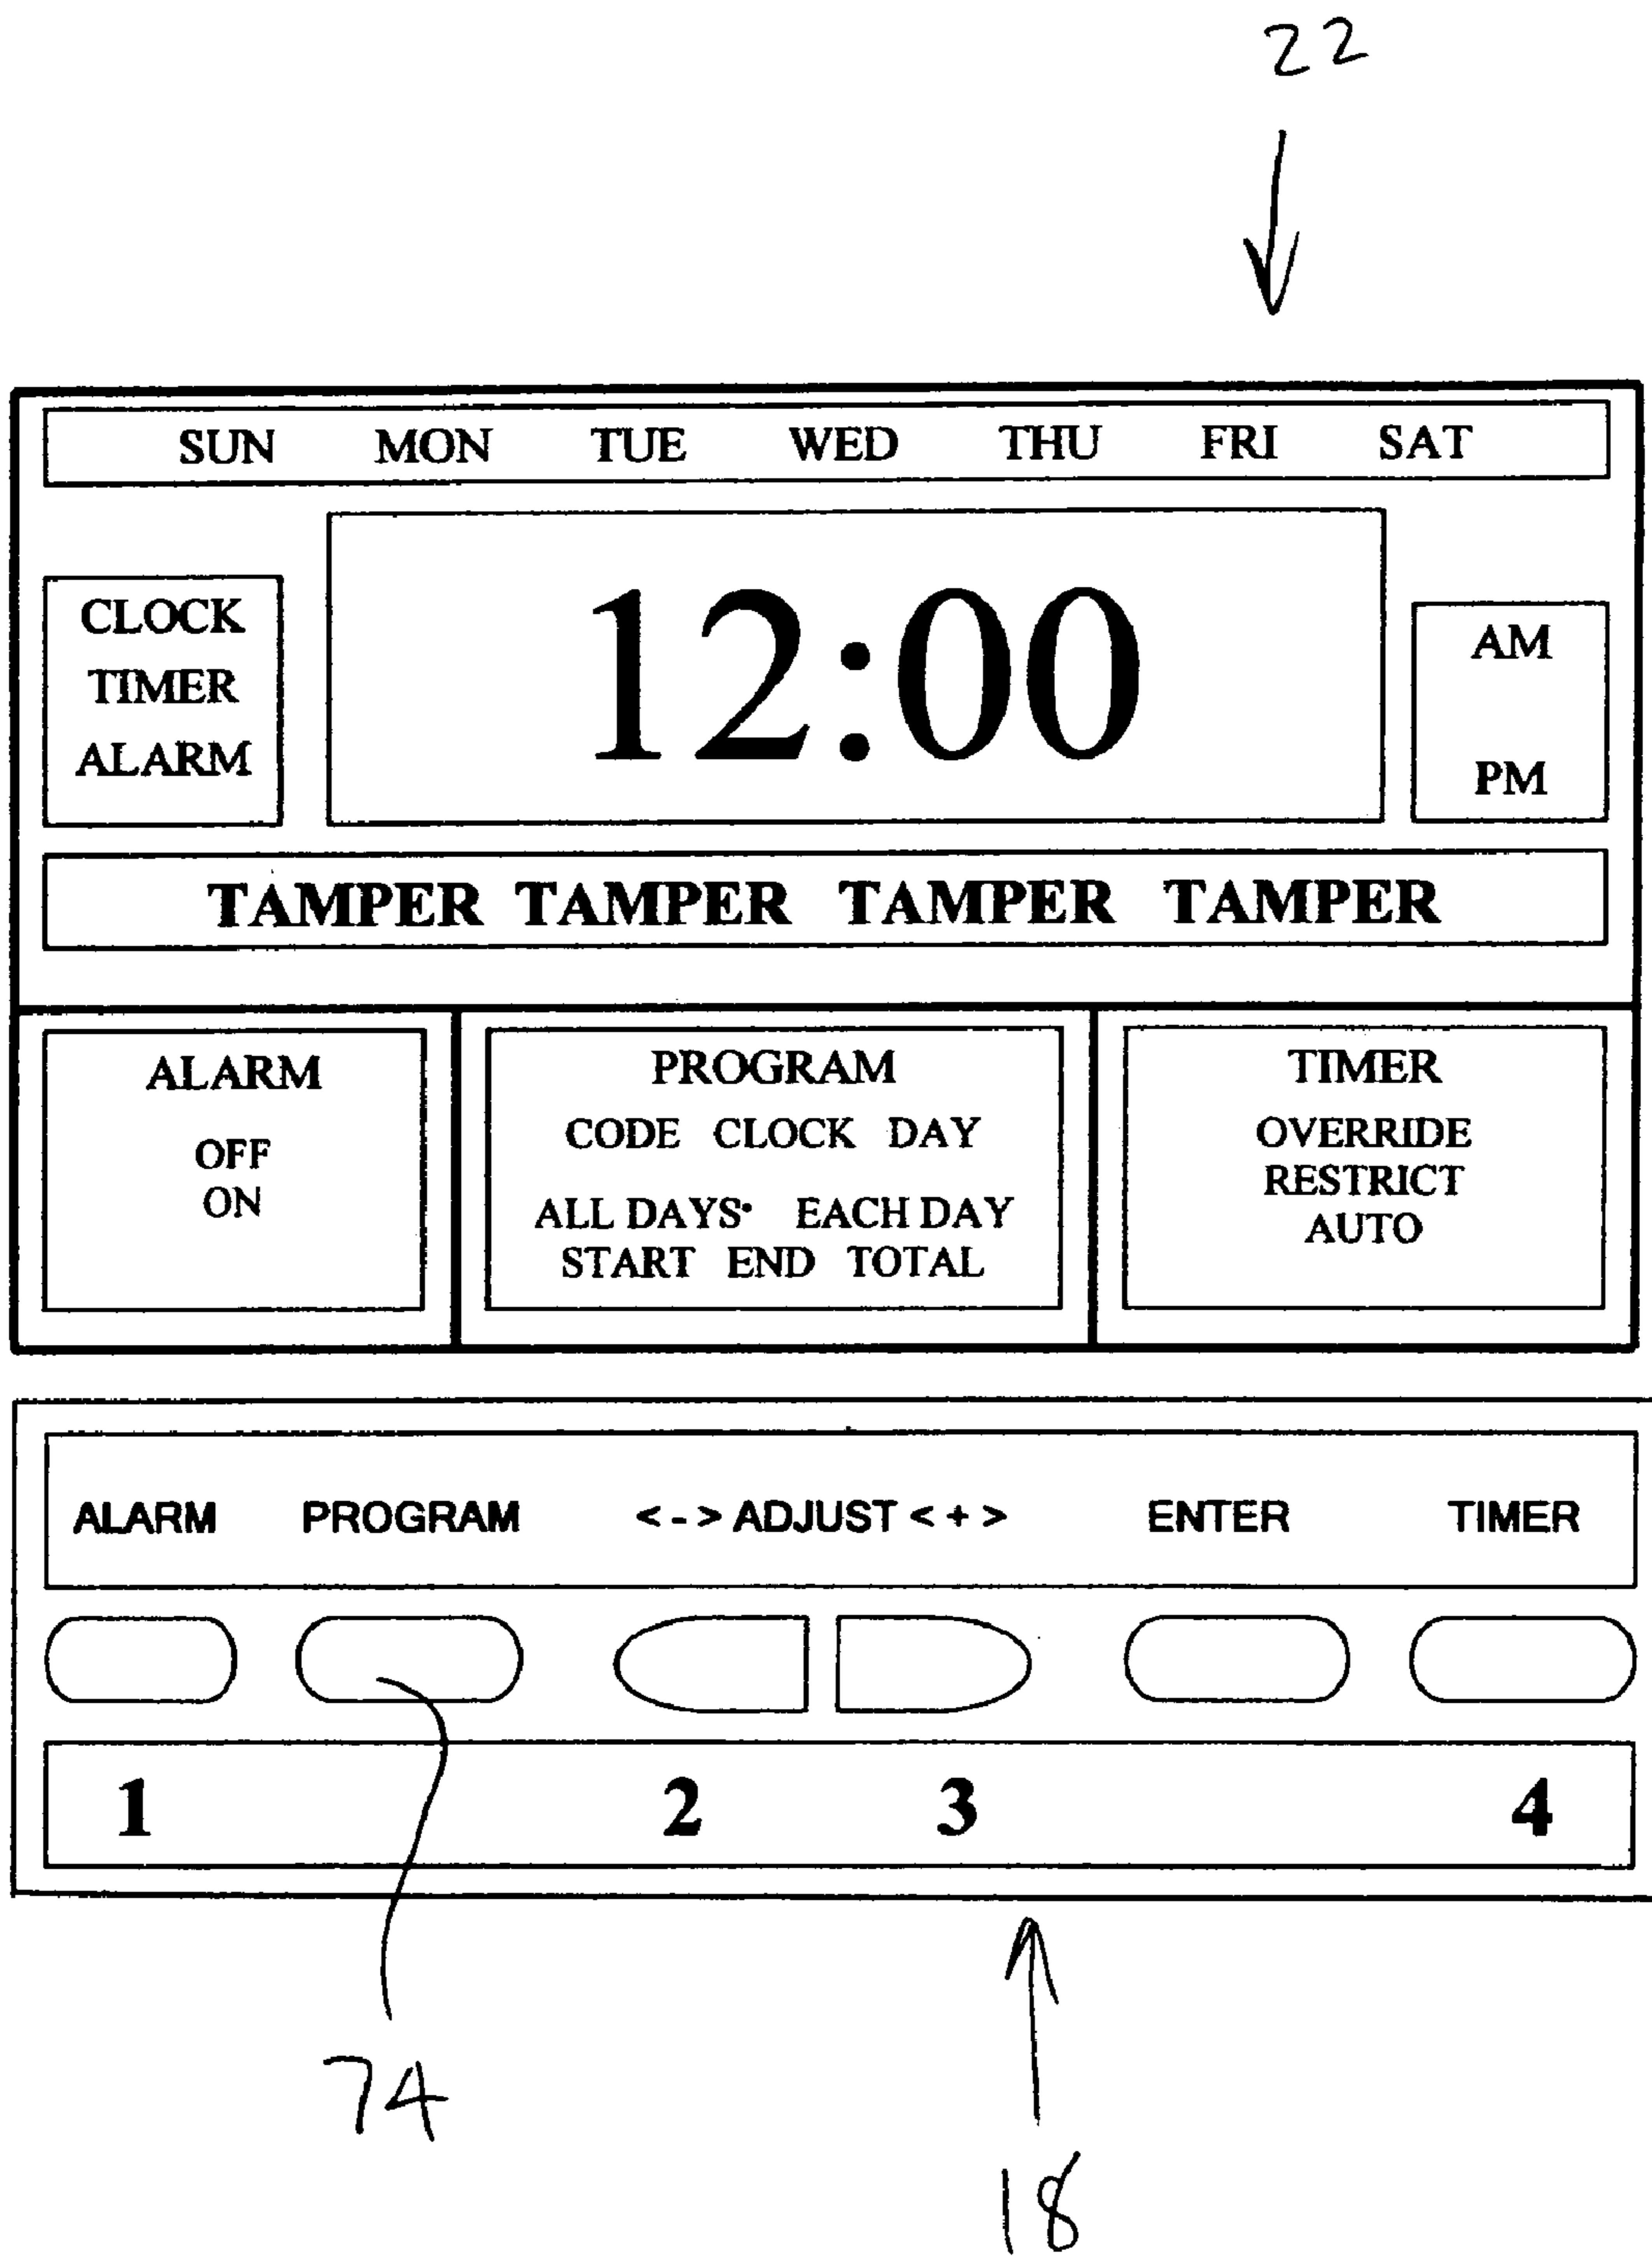 22
SUN MON TUE WED THU FRI SAT
CLOCK
TIMER
ALARM
12:00
AM
PM
TAMPER TAMPER TAMPER TAMPER
ALARM
OFF
ON
PROGRAM
CODE CLOCK DAY
ALL DAYS EACH DAY
START END TOTAL
TIMER
OVERRIDE
RESTRICT
AUTO
ALARM PROGRAM < - > ADJUST < + > ENTER TIMER
1 2 3 4
74
18